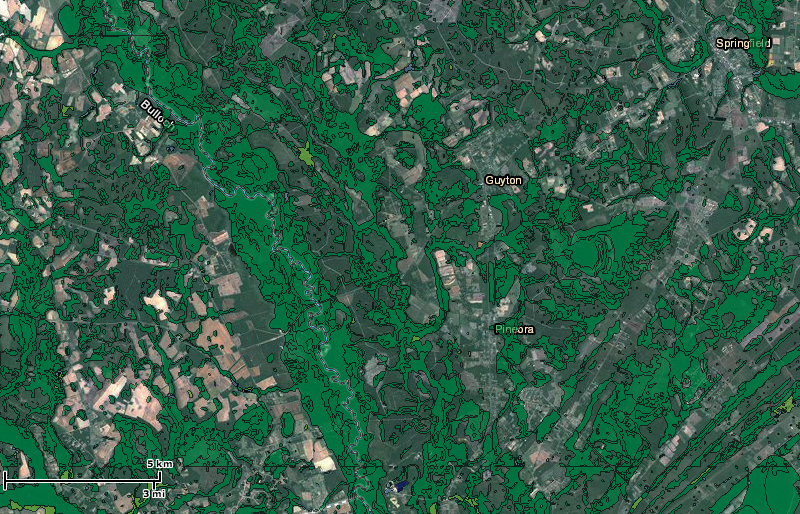 Springfield
Bulloch
Guyton
Pineora
5 km
3 mi